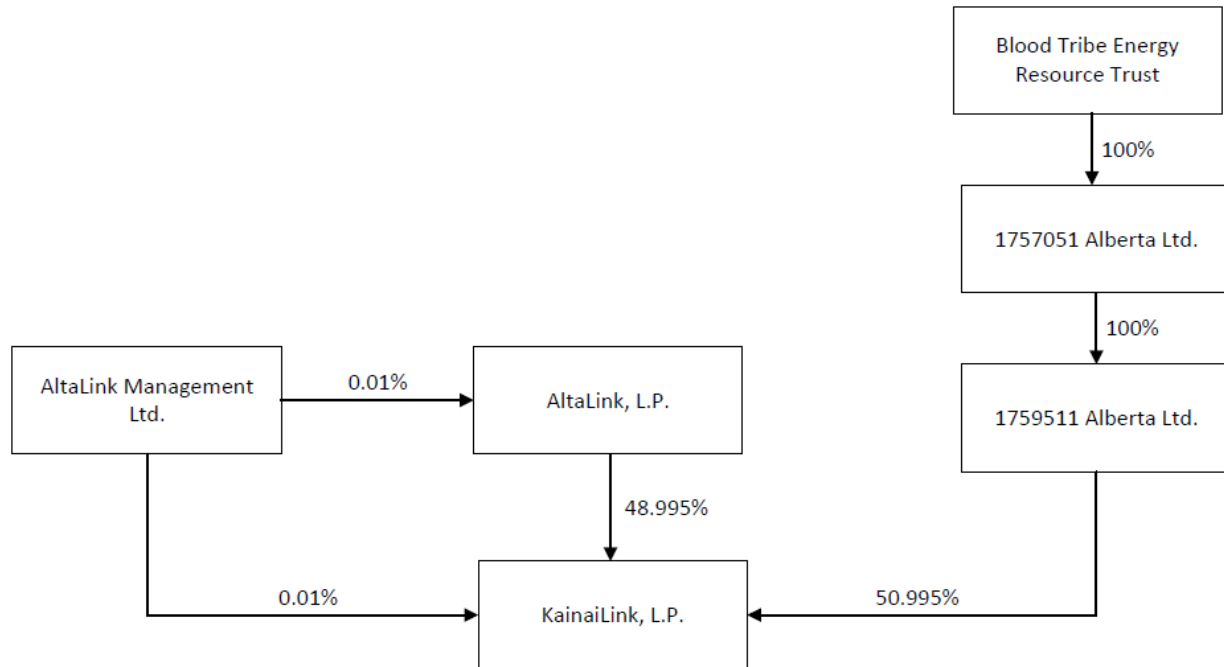 Blood Tribe Energy
Resource Trust
100%
1757051 Alberta Ltd.
100%
AltaLink Management
Ltd.
0.01%
AltaLink, L.P.
1759511 Alberta Ltd.
48.995%
0.01%
KainaiLink, L.P.
50.995%